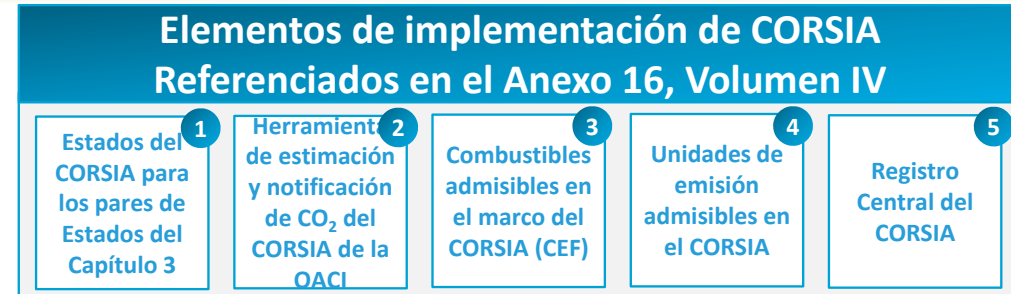 Elementos de implementación de CORSIA
Referenciados en el Anexo 16, Volumen IV
1
Estados del
CORSIA para
los pares de
Estados del
Capítulo 3
2
Herramienta
de estimación
y notificación
de CO₂ del
CORSIA de la
OACI
3
Combustibles
admisibles en
el marco del
CORSIA (CEF)
4
Unidades de
emisión
admisibles en
el CORSIA
5
Registro
Central del
CORSIA